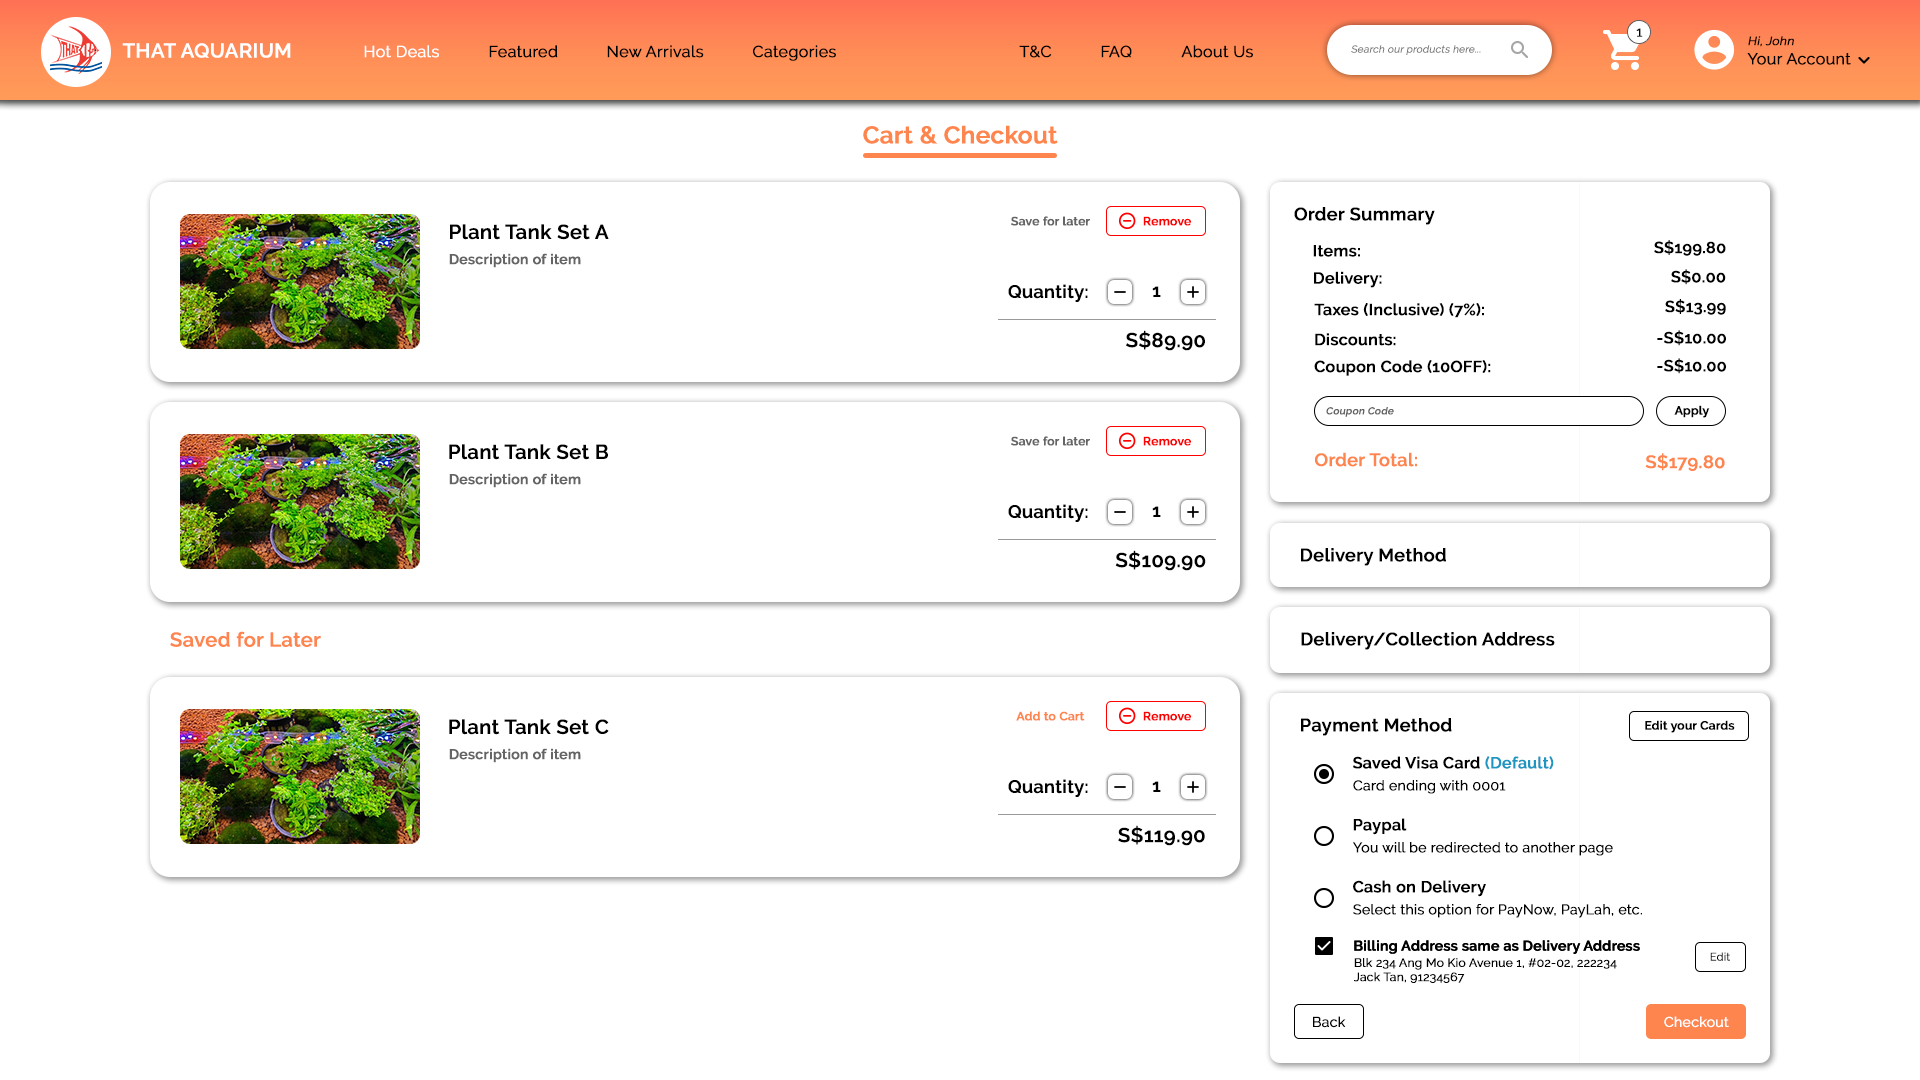 THAT AQUARIUM
Hot Deals
Featured
New Arrivals
Categories
T&C
FAQ
About Us
Search our products here...
1
Hi, John
Your Account
Cart & Checkout
Plant Tank Set A
Description of item
Save for later
Remove
Quantity: 1
S$89.90
Plant Tank Set B
Description of item
Save for later
Remove
Quantity: 1
S$109.90
Saved for Later
Plant Tank Set C
Description of item
Add to Cart
Remove
Quantity: 1
S$119.90
Order Summary
Items: S$199.80
Delivery: S$0.00
Taxes (Inclusive) (7%): S$13.99
Discounts: -S$10.00
Coupon Code (10OFF): -S$10.00
Coupon Code
Apply
Order Total: S$179.80
Delivery Method
Delivery/Collection Address
Payment Method
Edit your Cards
Saved Visa Card (Default)
Card ending with 0001
Paypal
You will be redirected to another page
Cash on Delivery
Select this option for PayNow, PayLah, etc.
Billing Address same as Delivery Address
Blk 234 Ang Mo Kio Avenue 1, #02-02, 222234
Jack Tan, 91234567
Edit
Back
Checkout